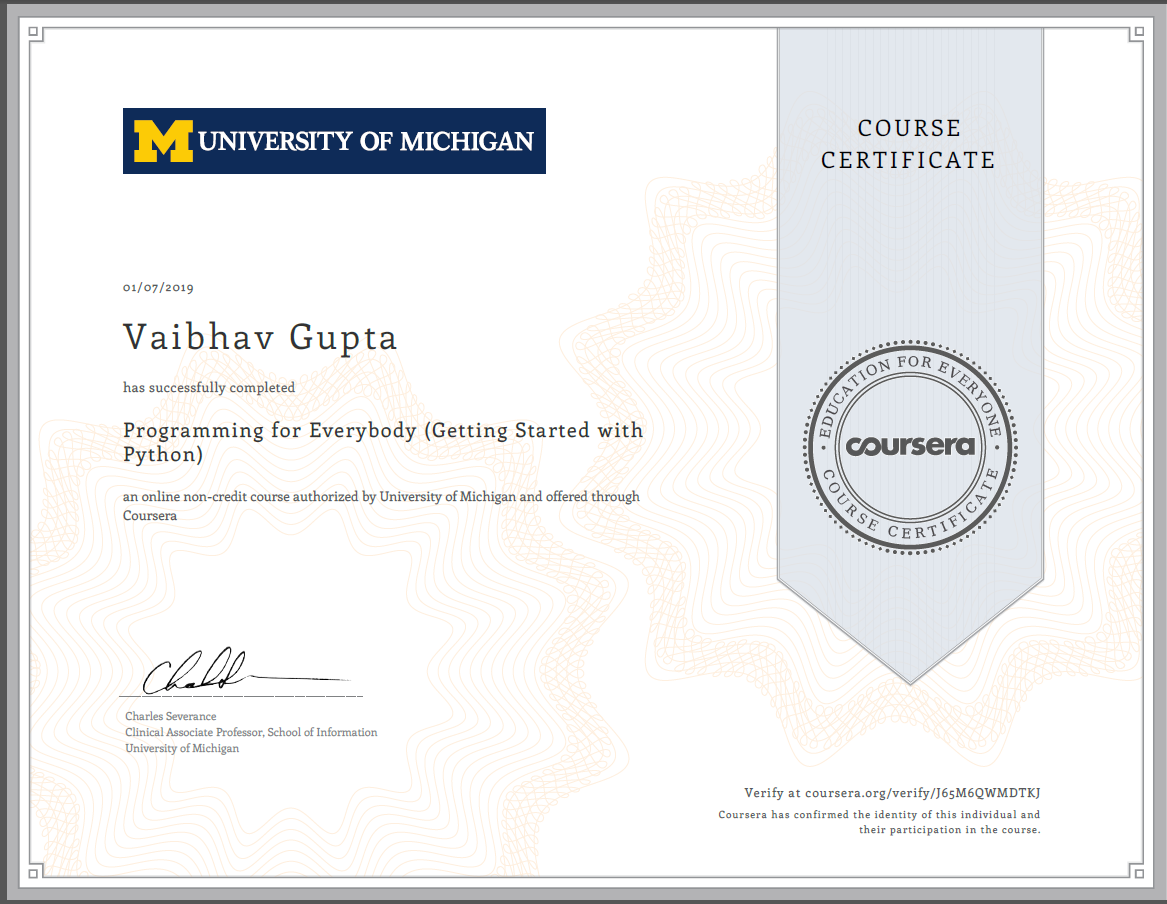 M UNIVERSITY OF MICHIGAN
COURSE
CERTIFICATE
01/07/2019
Vaibhav Gupta
has successfully completed
Programming for Everybody (Getting Started with
Python)
an online non-credit course authorized by University of Michigan and offered through
Coursera
EDUCATION FOR EVERYONE
coursera
COURSE CERTIFICATE
Charles Severance
Clinical Associate Professor, School of Information
University of Michigan
Verify at coursera.org/verify/J65M6QWMDTKJ
Coursera has confirmed the identity of this individual and
their participation in the course.